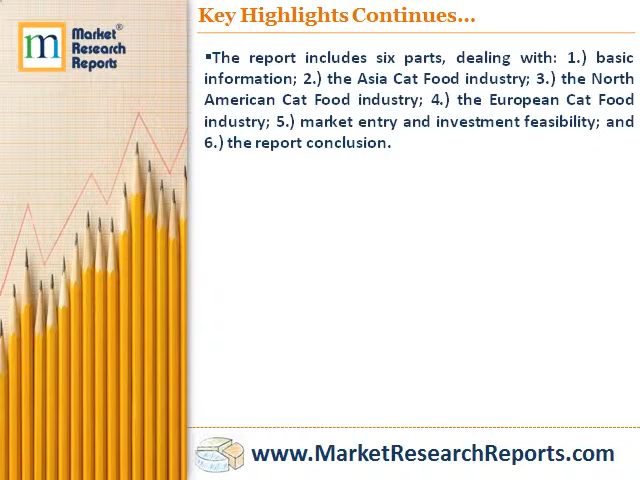 Key Highlights Continues...
m
Market®
Research
Reports
▪The report includes six parts, dealing with: 1.) basic
information; 2.) the Asia Cat Food industry; 3.) the North
American Cat Food industry; 4.) the European Cat Food
industry; 5.) market entry and investment feasibility; and
6.) the report conclusion.
www.MarketResearchReports.com